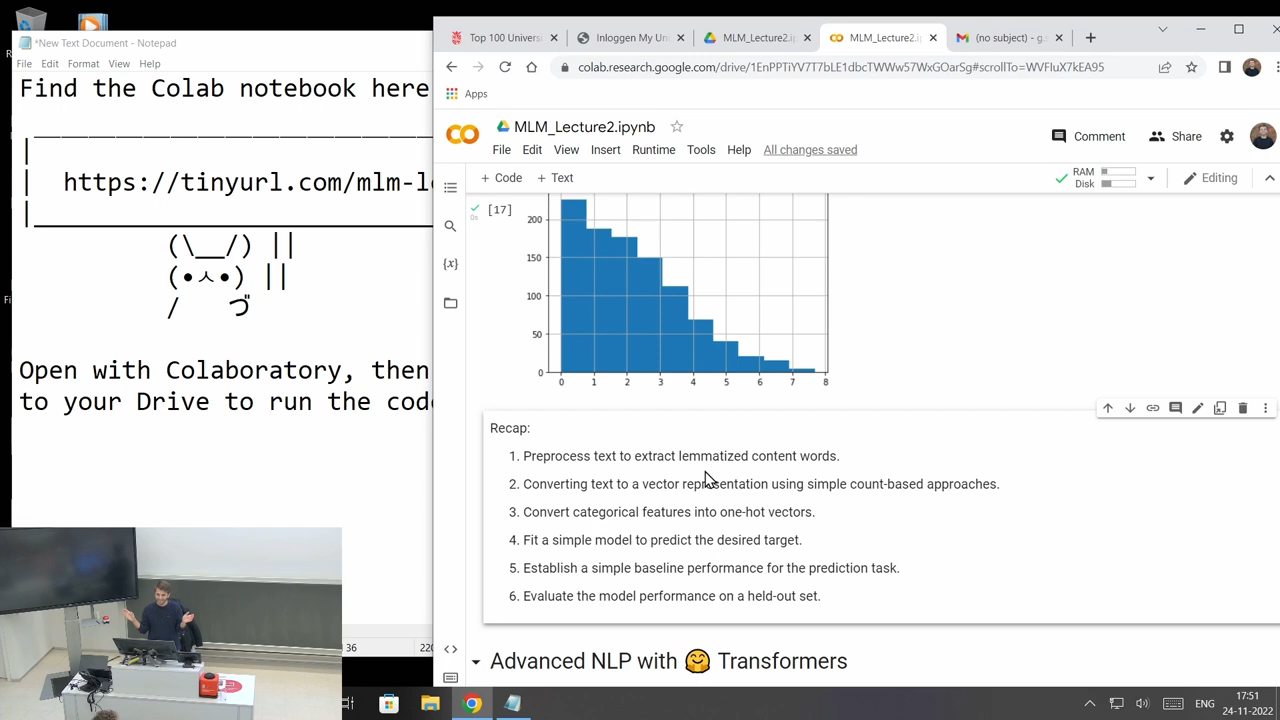 *New Text Document - Notepad
File Edit Format View Help
Find the Colab notebook here
https://tinyurl.com/mlm-l
(\__/) ||
(•ㅅ•) ||
/ づ
Open with Colaboratory, then
to your Drive to run the cod
36
Top 100 Univers
Inloggen My Un
MLM_Lecture2.i
MLM_Lecture2.i
(no subject) - g.s
colab.research.google.com/drive/1EnPPTiYV7T7bLE1dbcTWWw57WxGOarSg#scrollTo=WVFIuX7kEA95
Apps
MLM_Lecture2.ipynb
Comment
Share
File Edit View Insert Runtime Tools Help All changes saved
+ Code + Text
RAM
Disk
Editing
[17]
0s
{x}
200
150
100
50
0
0 1 2 3 4 5 6 7 8
Recap:
1. Preprocess text to extract lemmatized content words.
2. Converting text to a vector representation using simple count-based approaches.
3. Convert categorical features into one-hot vectors.
4. Fit a simple model to predict the desired target.
5. Establish a simple baseline performance for the prediction task.
6. Evaluate the model performance on a held-out set.
Advanced NLP with 🤗 Transformers
ENG
17:51
24-11-2022